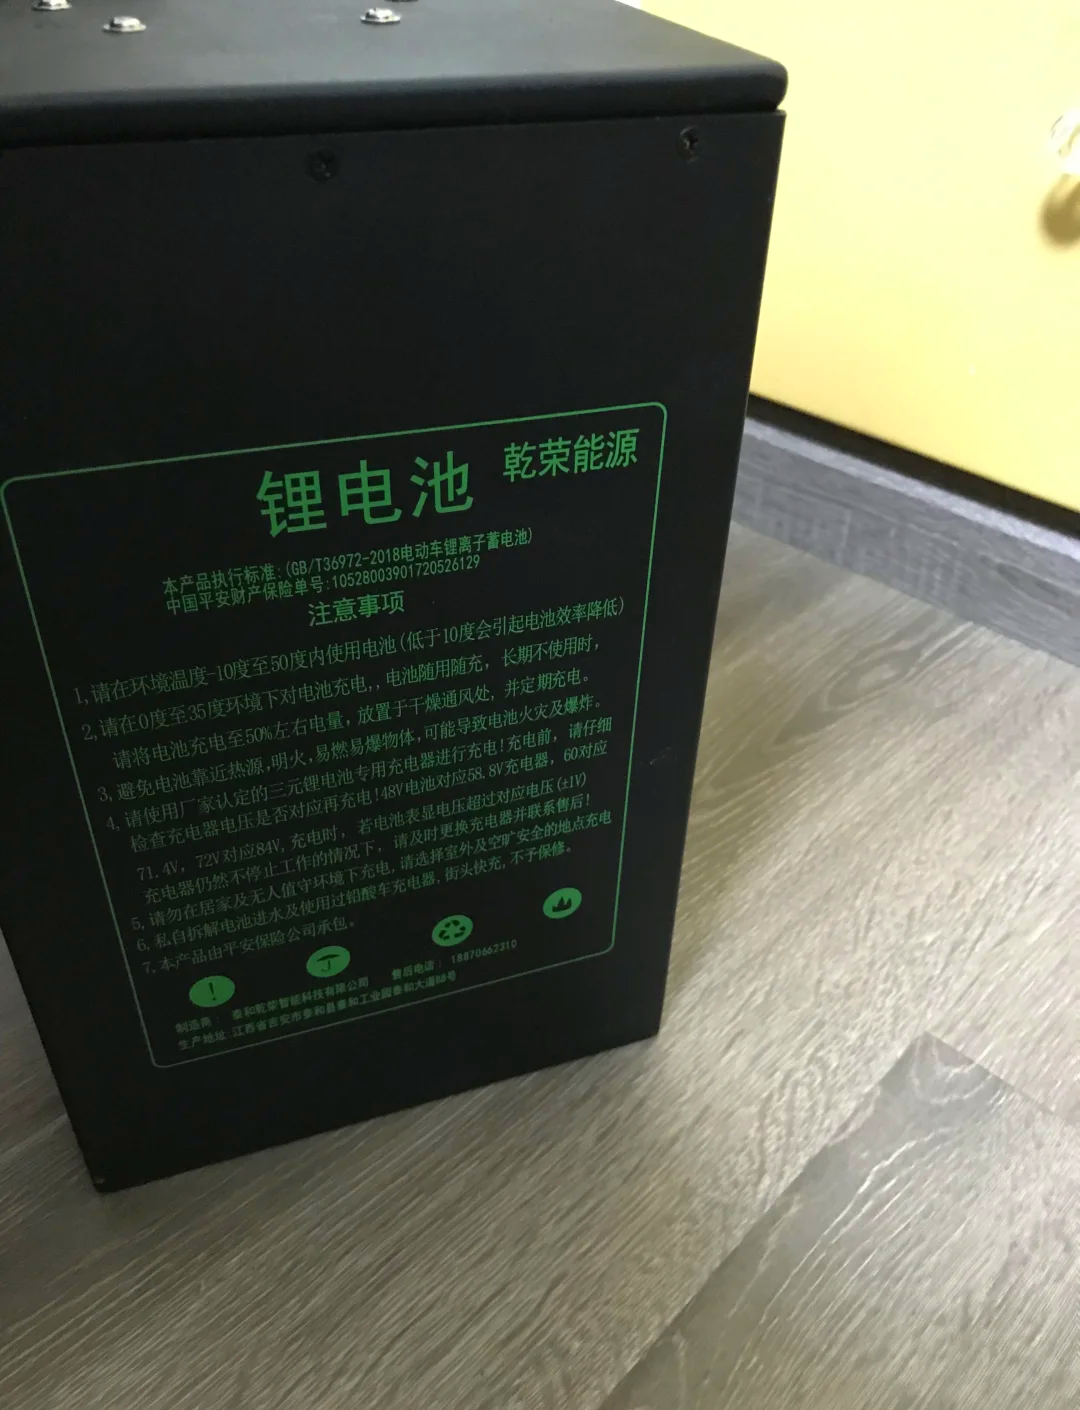 锂电池 乾荣能源
本产品执行标准:(GB/T36972-2018电动车锂离子蓄电池)
中国平安财产保险单号:10528003901720526129
注意事项
1,请在环境温度-10度至50度内使用电池(低于10度会引起电池效率降低)
2,请在0度至35度环境下对电池充电,,电池随用随充，长期不使用时，
请将电池充电至50%左右电量，放置于干燥通风处，并定期充电。
3,避免电池靠近热源,明火,易燃易爆物体,可能导致电池火灾及爆炸。
4,请使用厂家认定的三元锂电池专用充电器进行充电!充电前，请仔细
检查充电器电压是否对应再充电!48V电池对应58.8V充电器，60对应
71.4V，72V对应84V,充电时，若电池表显电压超过对应电压(±1V)
充电器仍然不停止工作的情况下，请及时更换充电器并联系售后!
5,请勿在居家及无人值守环境下充电,请选择室外及空旷安全的地点充电
6,私自拆解电池进水及使用过铅酸车充电器,街头快充,不予保修。
7,本产品由平安保险公司承包。
制造商： 泰和乾荣智能科技有限公司 售后电话：18870662310
生产地址:江西省吉安市泰和县泰和工业园泰和大道88号